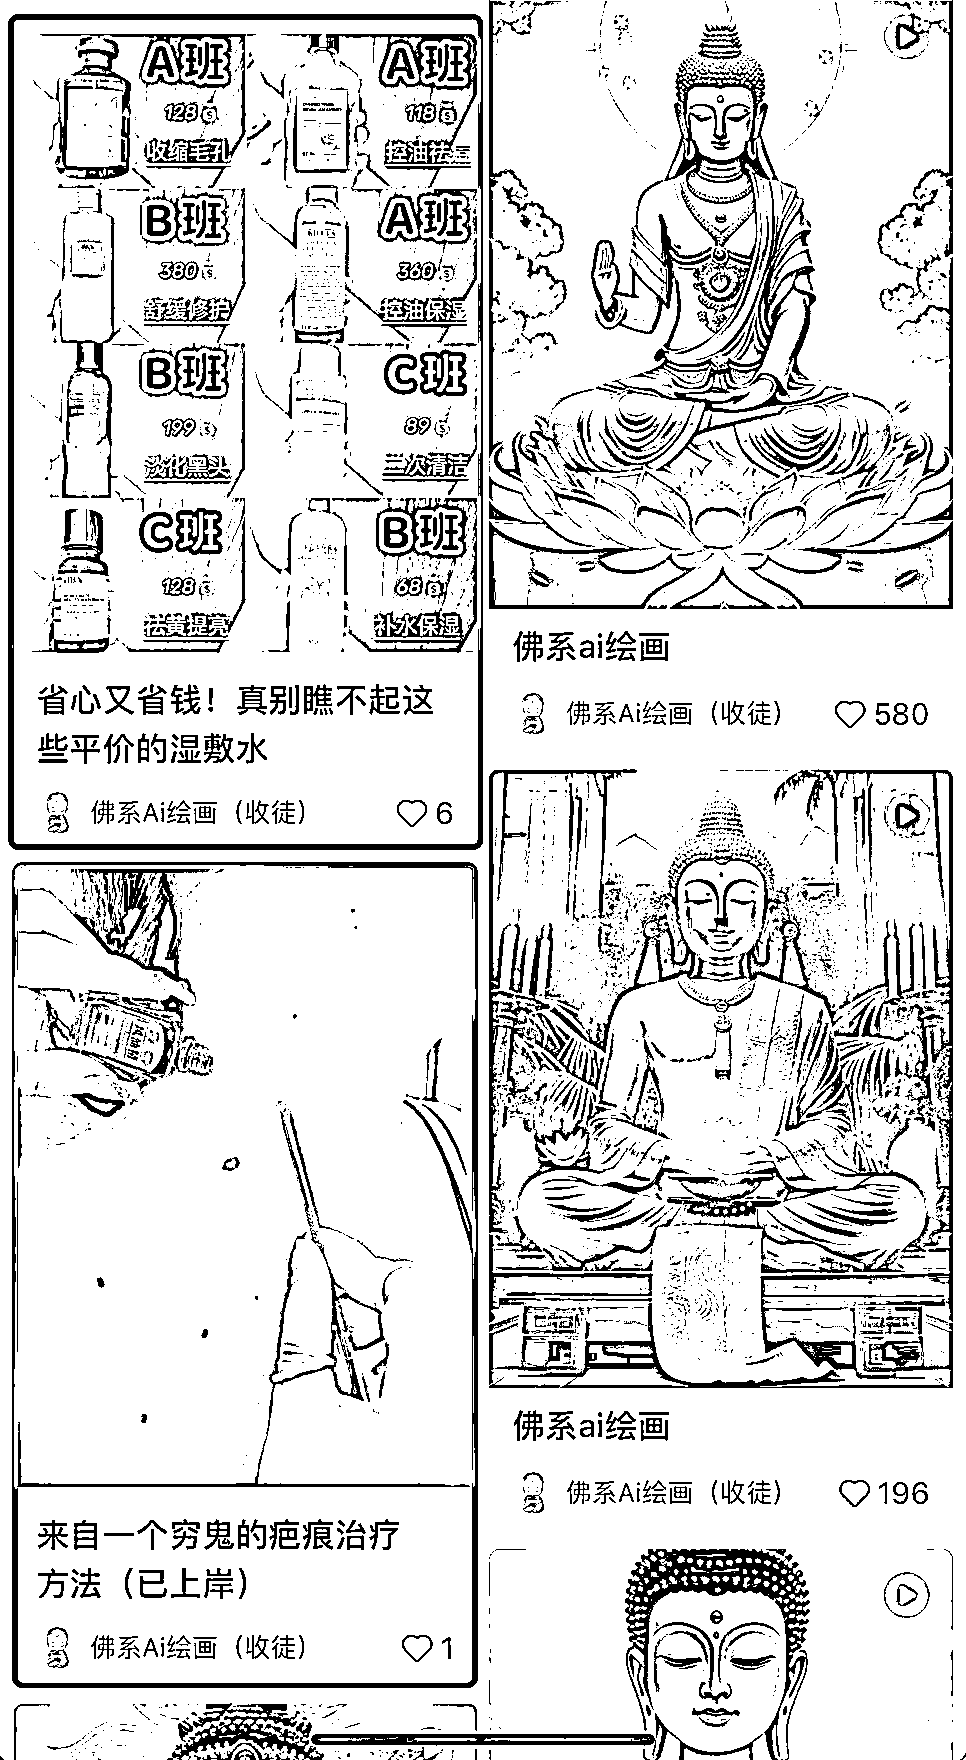 A班
128
收缩毛孔
A班
118
控油祛痘
B班
380
舒缓修护
A班
360
控油保湿
B班
199
淡化黑头
C班
89
二次清洁
C班
128
祛黄提亮
B班
68
补水保湿
省心又省钱！真别瞧不起这
些平价的湿敷水
佛系Ai绘画（收徒）
6
来自一个穷鬼的疤痕治疗
方法（已上岸）
佛系Ai绘画（收徒）
1
佛系ai绘画
佛系Ai绘画（收徒）
580
佛系ai绘画
佛系Ai绘画（收徒）
196